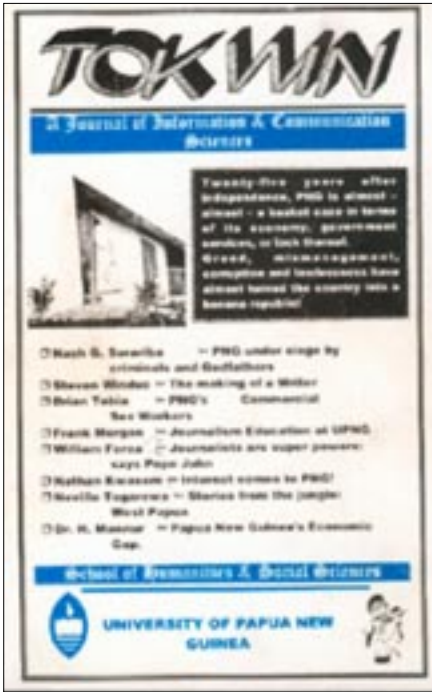 TOK WIN
A Journal of Information & Communication
Sciences
Twenty-five years after
independence, PNG is almost -
almost - a basket case in terms
of its economy, government
services, or lack thereof.
Greed, mismanagement,
corruption and lawlessness have
almost turned the country into a
banana republic!
Nash G. Sorariba – PNG under siege by
criminals and Godfathers
Steven Winduo – The making of a Writer
Brian Tobia – PNG's Commercial
Sex Workers
Frank Morgan – Journalism Education at UPNG
William Ferea – Journalists are super powers:
says Pope John
Nathan – Internet comes to PNG!
Neville Togarewa – Stories from the jungle:
West Papua
Dr. H. – Papua New Guinea's Economic
Gap.
School of Humanities & Social Sciences
UNIVERSITY OF PAPUA NEW
GUINEA